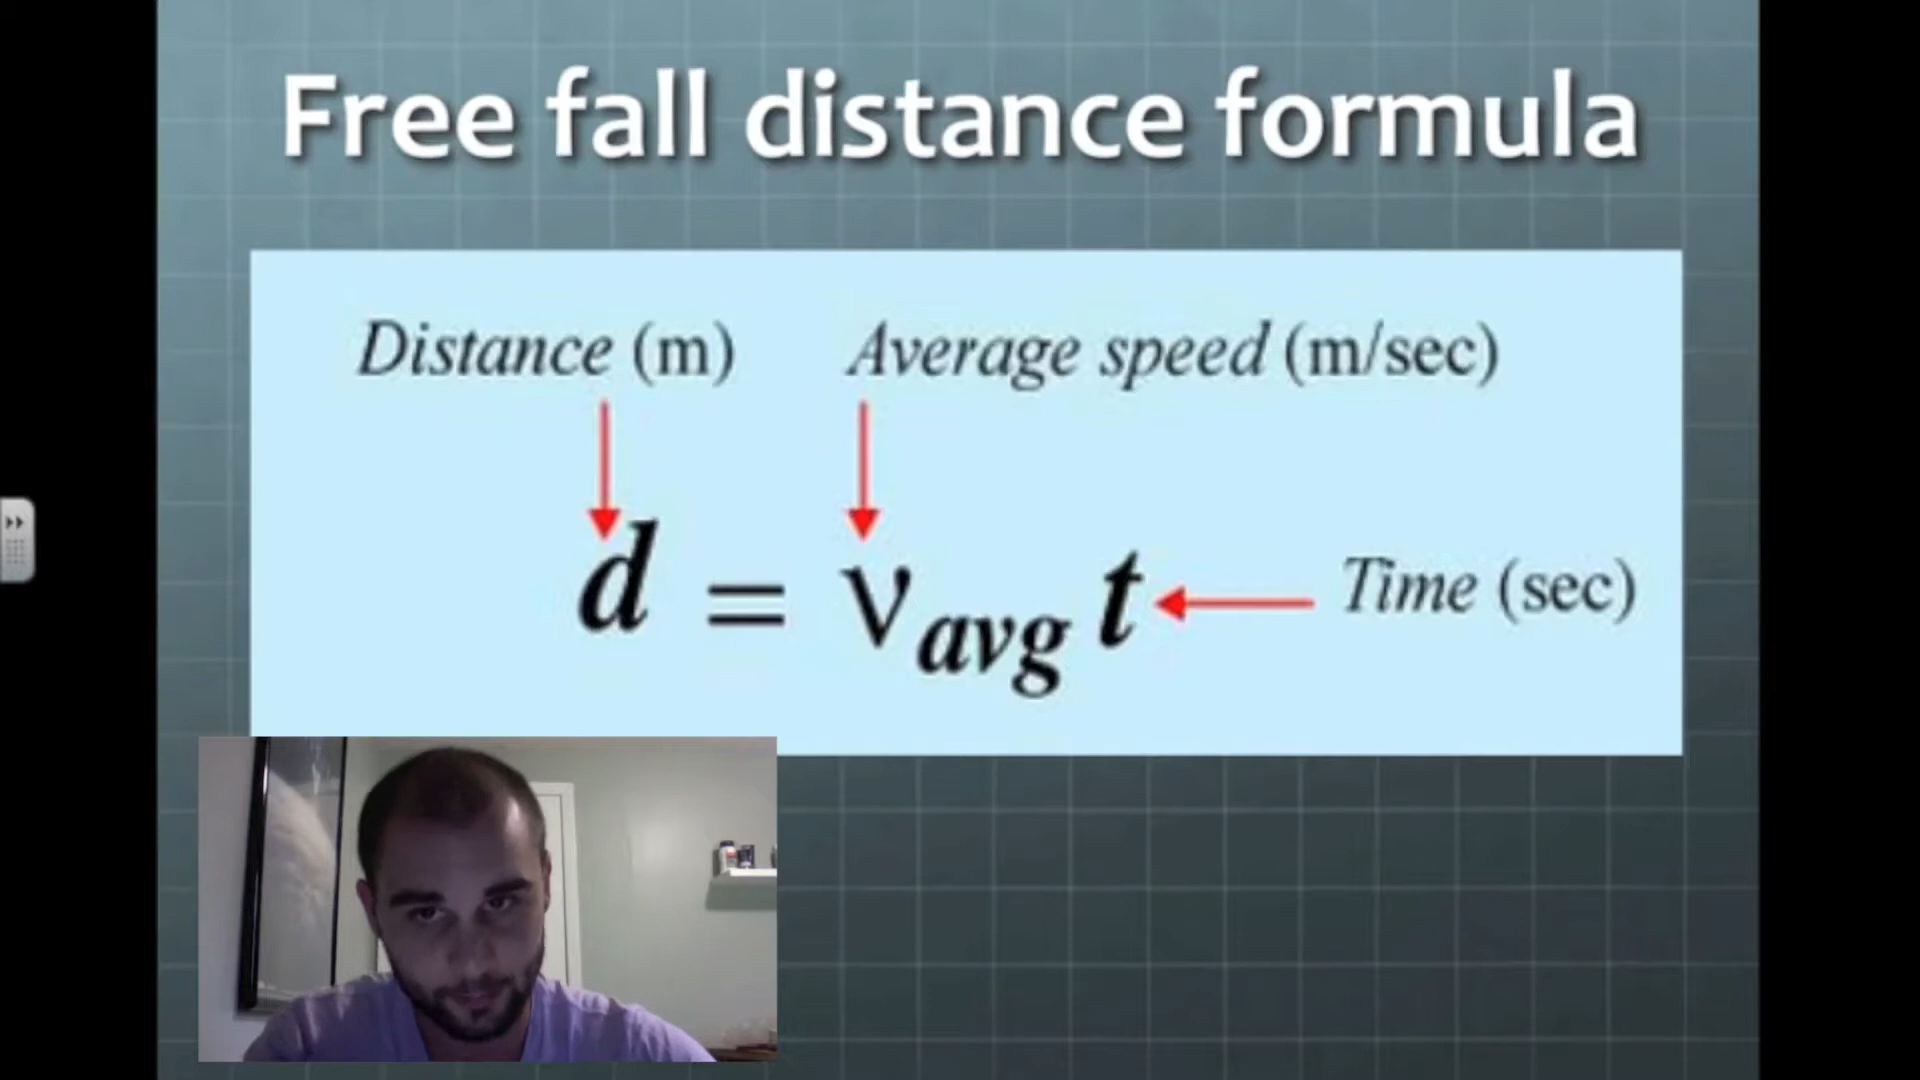 Free fall distance formula
Distance (m) Average speed (m/sec)
d = vavg t Time (sec)